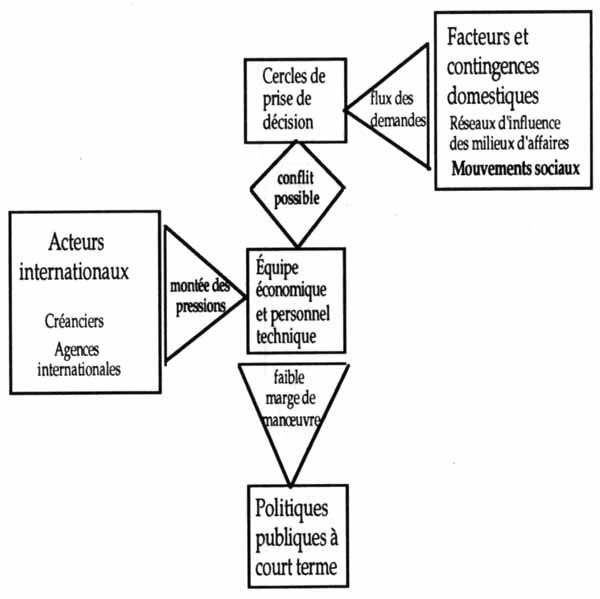 Facteurs et
contingences
domestiques
Réseaux d'influence
des milieux d'affaires
Mouvements sociaux
flux des
demandes
Cercles de
prise de
décision
conflit
possible
Acteurs
internationaux
Créanciers
Agences
internationales
montée des
pressions
Équipe
économique
et personnel
technique
faible
marge de
manœuvre
Politiques
publiques à
court terme